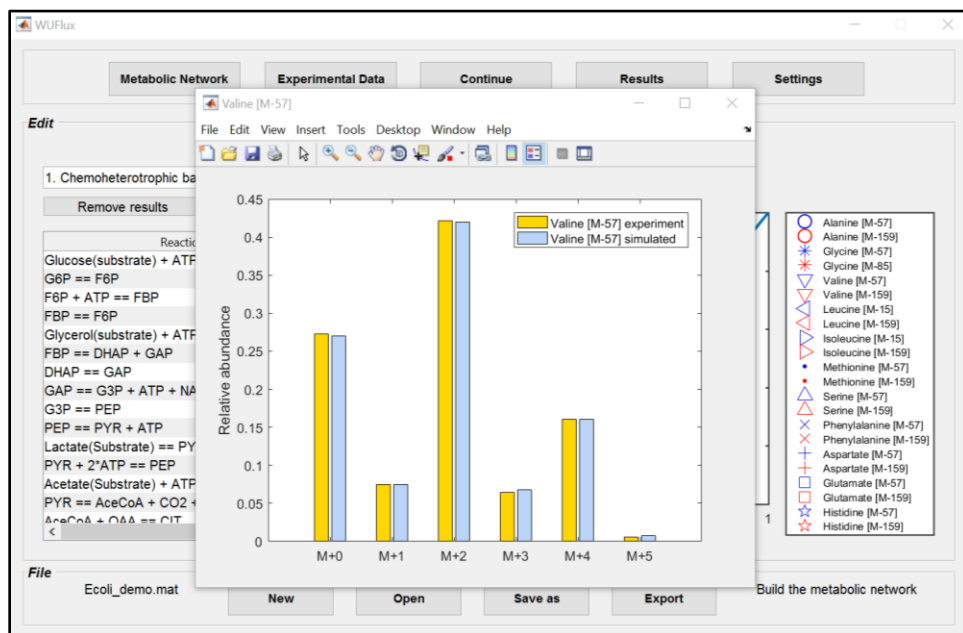 WUFlux
Metabolic Network
Experimental Data
Continue
Results
Settings
Edit
1. Chemoheterotrophic ba
Remove results
Reactio
Glucose(substrate) + ATP
G6P == F6P
F6P + ATP == FBP
FBP == F6P
Glycerol(substrate) + ATP
FBP == DHAP + GAP
DHAP == GAP
GAP == G3P + ATP + NA
G3P == PEP
PEP == PYR + ATP
Lactate(Substrate) == PY
PYR + 2*ATP == PEP
Acetate(Substrate) + ATP
PYR == AceCoA + CO2 +
AceCoA + OAA == CIT
Valine [M-57]
File Edit View Insert Tools Desktop Window Help
0.45
0.4
0.35
0.3
0.25
0.2
0.15
0.1
0.05
0
Relative abundance
Valine [M-57] experiment
Valine [M-57] simulated
M+0 M+1 M+2 M+3 M+4 M+5
1
Alanine [M-57]
Alanine [M-159]
Glycine [M-57]
Glycine [M-85]
Valine [M-57]
Valine [M-159]
Leucine [M-15]
Leucine [M-159]
Isoleucine [M-15]
Isoleucine [M-159]
Methionine [M-57]
Methionine [M-159]
Serine [M-57]
Serine [M-159]
Phenylalanine [M-57]
Phenylalanine [M-159]
Aspartate [M-57]
Aspartate [M-159]
Glutamate [M-57]
Glutamate [M-159]
Histidine [M-57]
Histidine [M-159]
File
Ecoli_demo.mat
New
Open
Save as
Export
Build the metabolic network